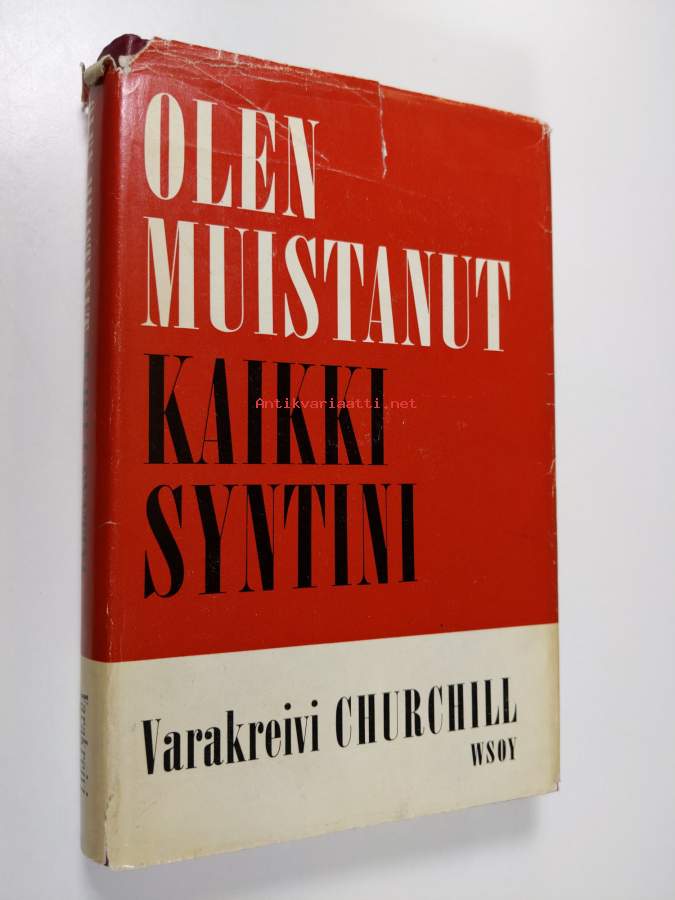 OLEN
MUISTANUT
KAIKKI
Antikvariaatti.net
SYNTINI
Varakreivi CHURCHILL
WSOY
Varakreivi